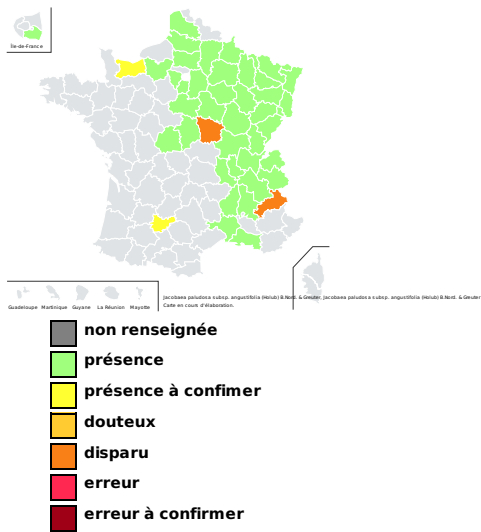 Île-de-France
Guadeloupe Martinique Guyane La Réunion Mayotte
Jacobaea paludosa subsp. angustifolia (Holub) B.Nord. & Greuter, Jacobaea paludosa subsp. angustifolia (Holub) B.Nord. & Greuter
Carte en cours d'élaboration.
non renseignée
présence
présence à confimer
douteux
disparu
erreur
erreur à confirmer